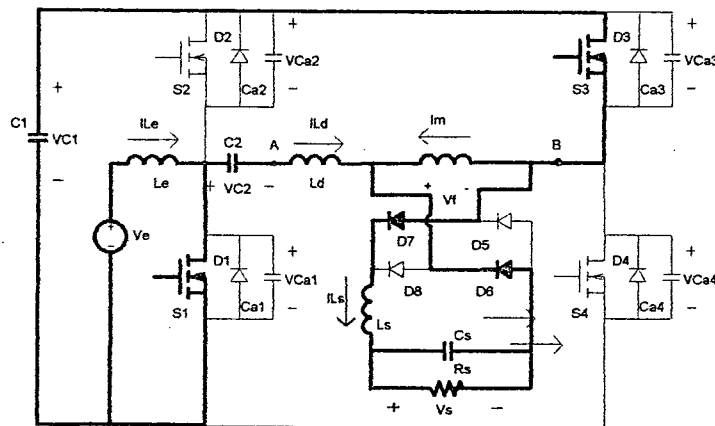 D2 D3
+ +
S2 Ca2 VCa2 S3 Ca3 VCa3
- -
+
C1 VC1
-
ILe C2 A ILd Im B
Le + VC2 - Ld
+ Vf -
Ve
+
-
D7 D5
D8 D6
D1 D4
+ +
S1 Ca1 VCa1 S4 Ca4 VCa4
- -
ILs Ls
Cs
Rs
+ Vs -